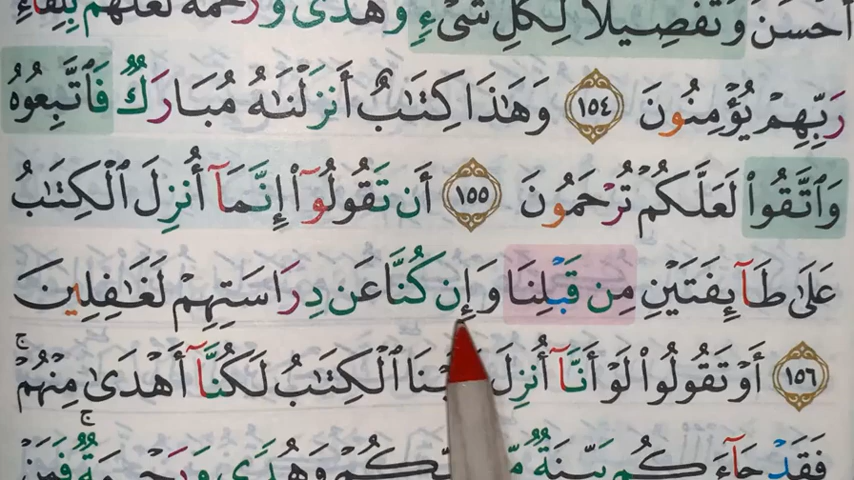 أَحْسَنَ وَتَفْصِيلًا لِّكُلِّ شَىْءٍ وَهُدًى وَرَحْمَةً لَّعَلَّهُم بِلِقَآءِ
رَبِّهِمْ يُؤْمِنُونَ ١٥٤ وَهَٰذَا كِتَٰبٌ أَنزَلْنَٰهُ مُبَارَكٌ فَٱتَّبِعُوهُ
وَٱتَّقُوا۟ لَعَلَّكُمْ تُرْحَمُونَ ١٥٥ أَن تَقُولُوٓا۟ إِنَّمَآ أُنزِلَ ٱلْكِتَٰبُ
عَلَىٰ طَآئِفَتَيْنِ مِن قَبْلِنَا وَإِن كُنَّا عَن دِرَاسَتِهِمْ لَغَٰفِلِينَ
١٥٦ أَوْ تَقُولُوا۟ لَوْ أَنَّآ أُنزِلَ ٱلْكِتَٰبُ لَكُنَّآ أَهْدَىٰ مِنْهُمْ ۚ
فَقَدْ جَآءَكُم بَيِّنَةٌ وَهُدًى وَرَحْمَةٌ ۚ فَمَنْ